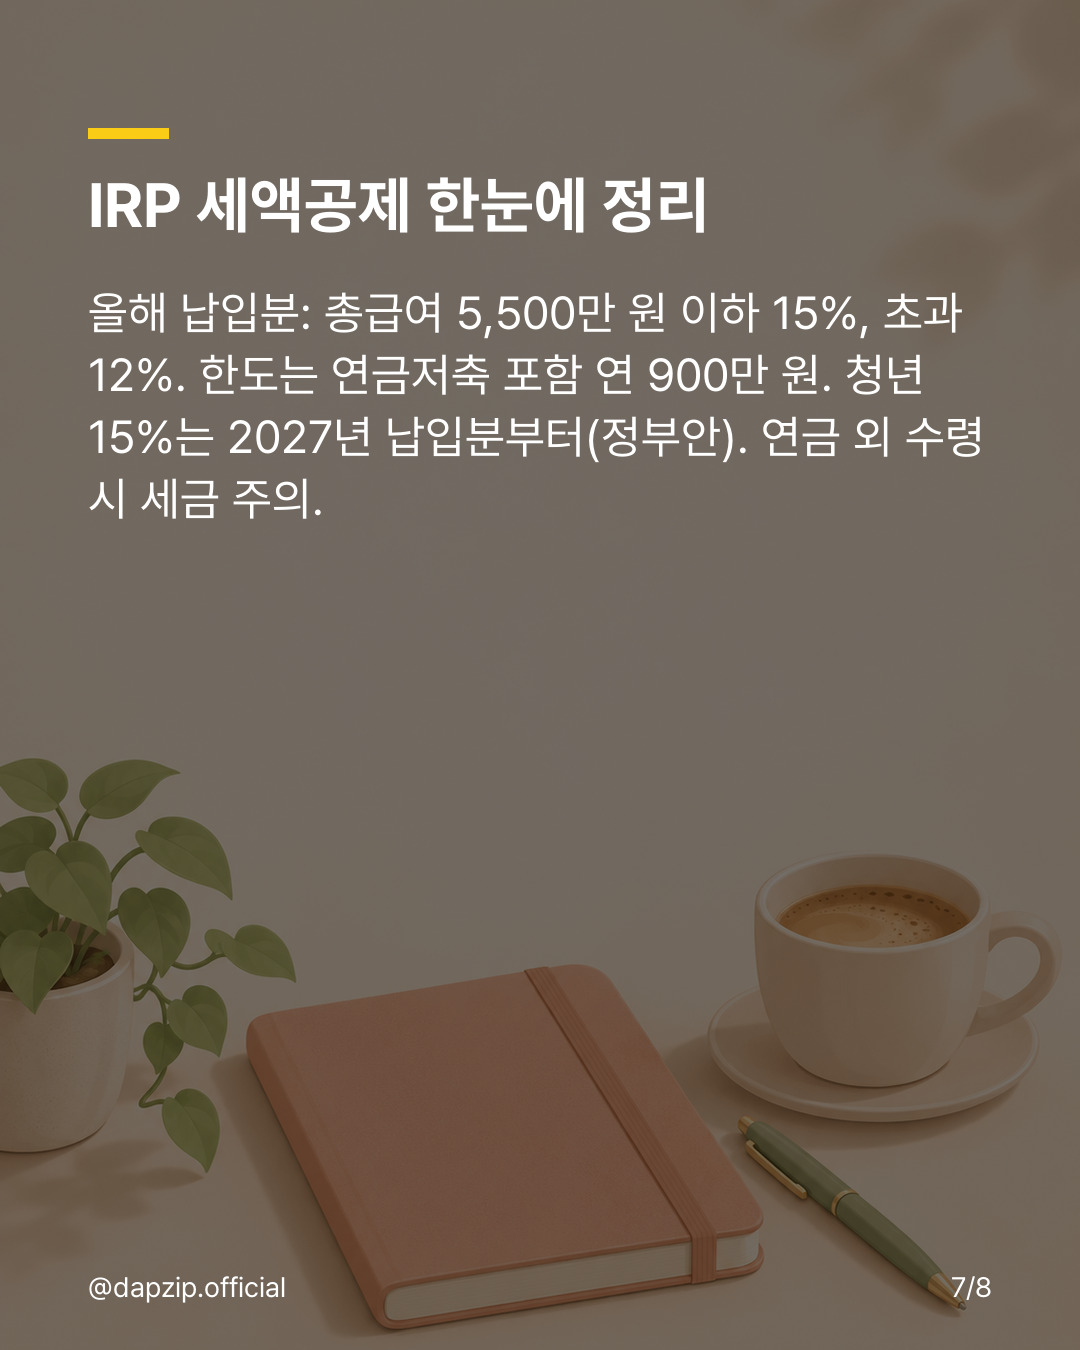 IRP 세액공제 한눈에 정리
올해 납입분: 총급여 5,500만 원 이하 15%, 초과
12%. 한도는 연금저축 포함 연 900만 원. 청년
15%는 2027년 납입분부터(정부안). 연금 외 수령
시 세금 주의.
@dapzip.official
7/8